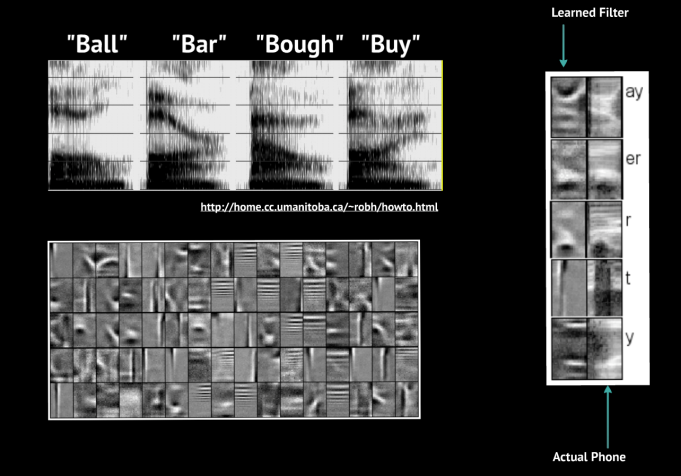 Learned Filter
"Ball" "Bar" "Bough" "Buy"
ay
er
r
t
y
http://home.cc.umanitoba.ca/~robh/howto.html
Actual Phone